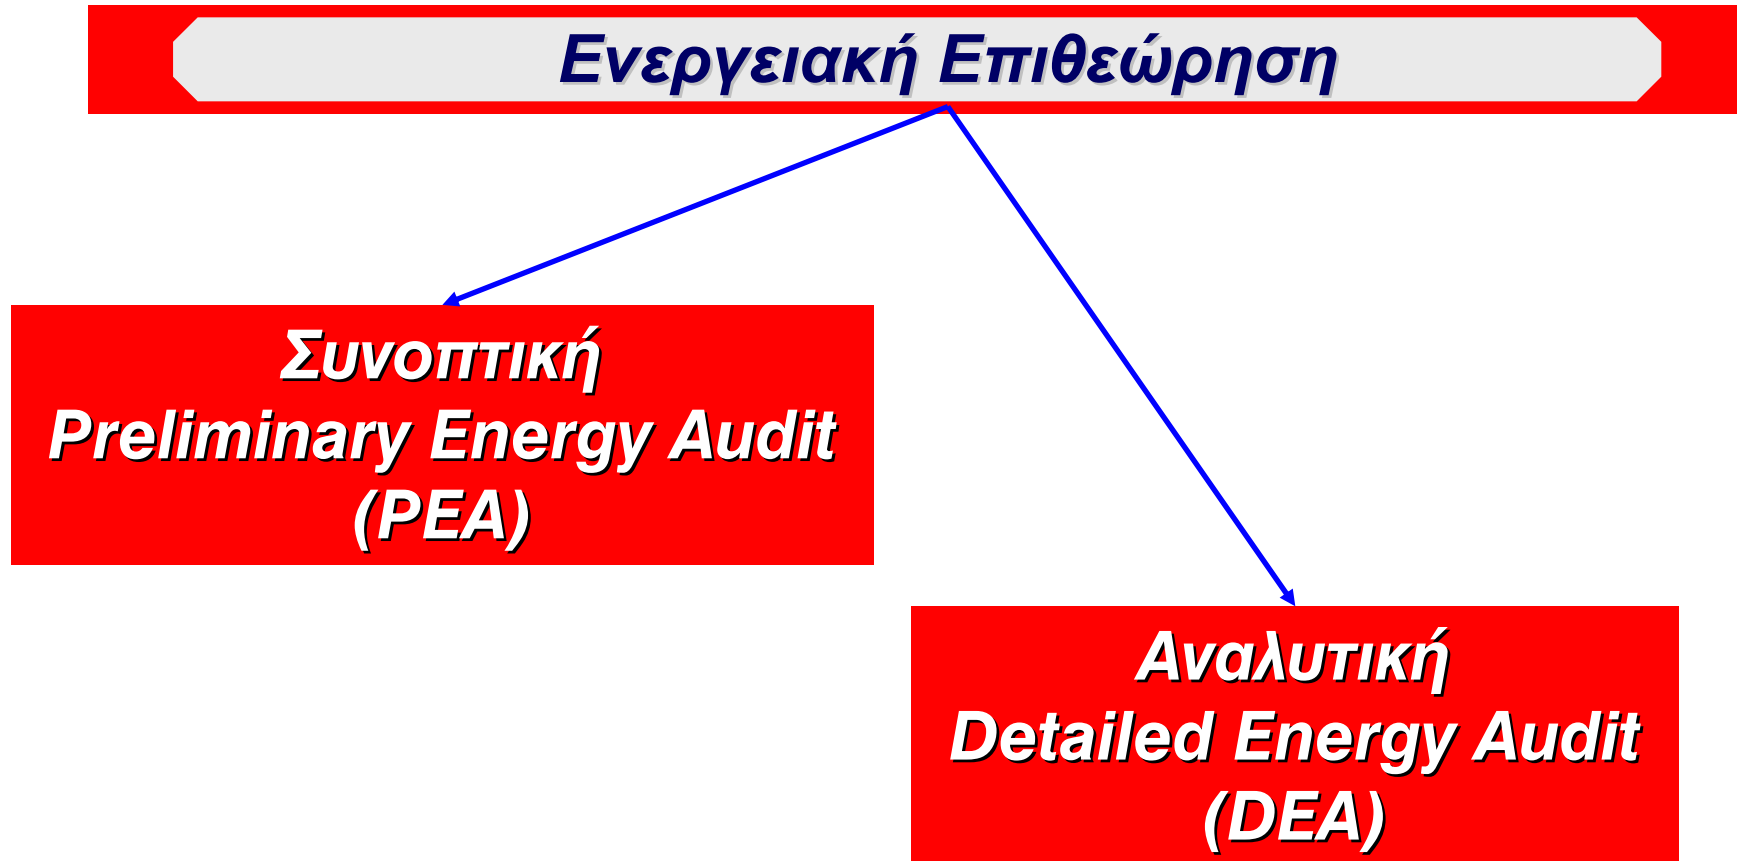 Ενεργειακή Επιθεώρηση
Συνοπτική
Preliminary Energy Audit
(PEA)
Αναλυτική
Detailed Energy Audit
(DEA)